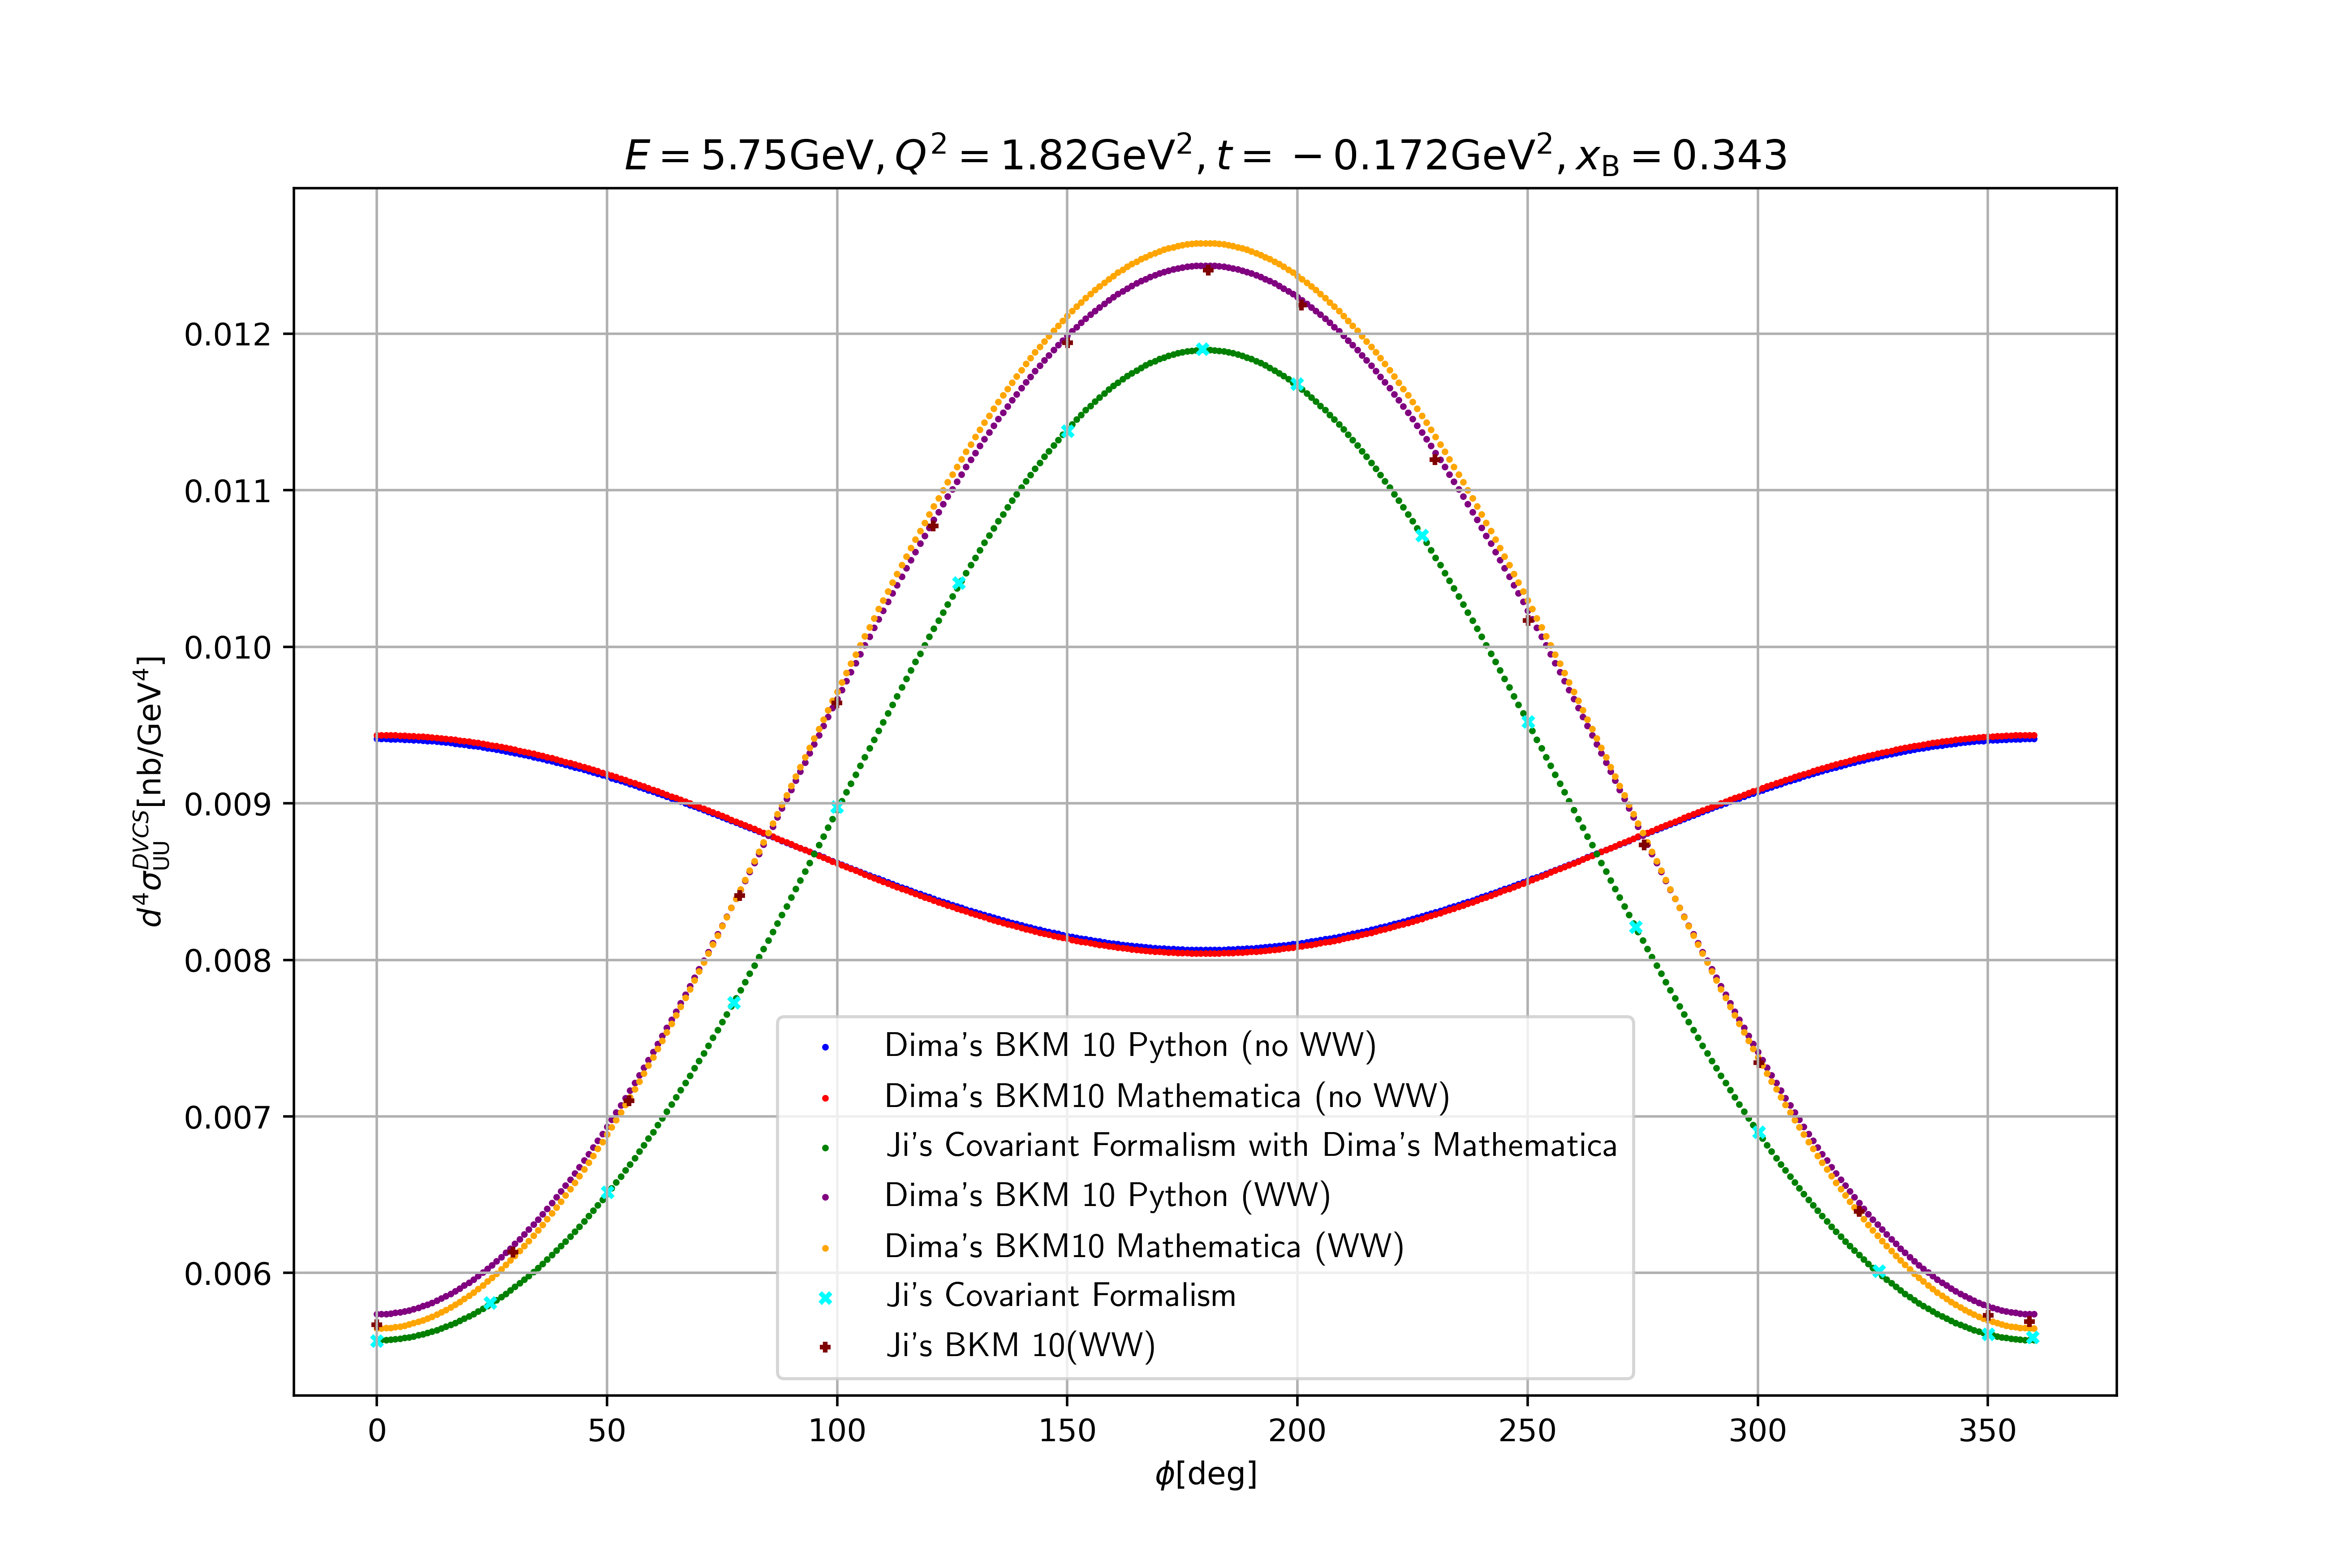 E = 5.75GeV, Q² = 1.82GeV², t = −0.172GeV², x_B = 0.343
d⁴σ_UU^DVCS[nb/GeV⁴]
0.012
0.011
0.010
0.009
0.008
0.007
0.006
Dima's BKM 10 Python (no WW)
Dima's BKM10 Mathematica (no WW)
Ji's Covariant Formalism with Dima's Mathematica
Dima's BKM 10 Python (WW)
Dima's BKM10 Mathematica (WW)
Ji's Covariant Formalism
Ji's BKM 10(WW)
0 50 100 150 200 250 300 350
ϕ[deg]